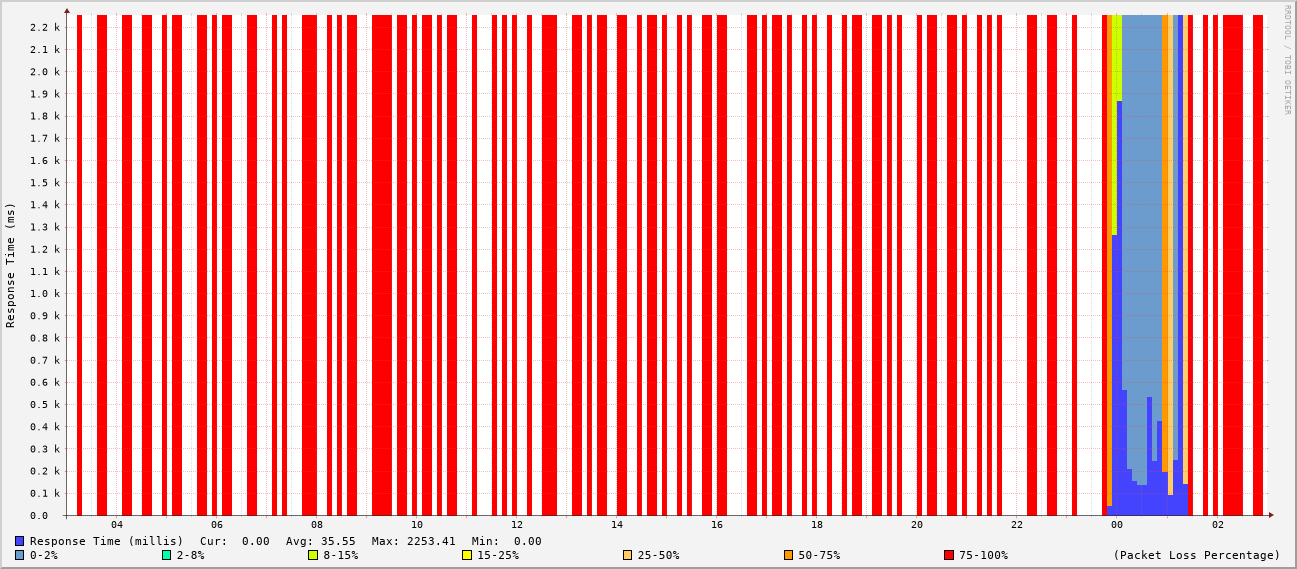 RRDTOOL / TOBI OETIKER
Response Time (ms)
2.2 k
2.1 k
2.0 k
1.9 k
1.8 k
1.7 k
1.6 k
1.5 k
1.4 k
1.3 k
1.2 k
1.1 k
1.0 k
0.9 k
0.8 k
0.7 k
0.6 k
0.5 k
0.4 k
0.3 k
0.2 k
0.1 k
0.0
04 06 08 10 12 14 16 18 20 22 00 02
Response Time (millis) Cur: 0.00 Avg: 35.55 Max: 2253.41 Min: 0.00
0-2% 2-8% 8-15% 15-25% 25-50% 50-75% 75-100% (Packet Loss Percentage)